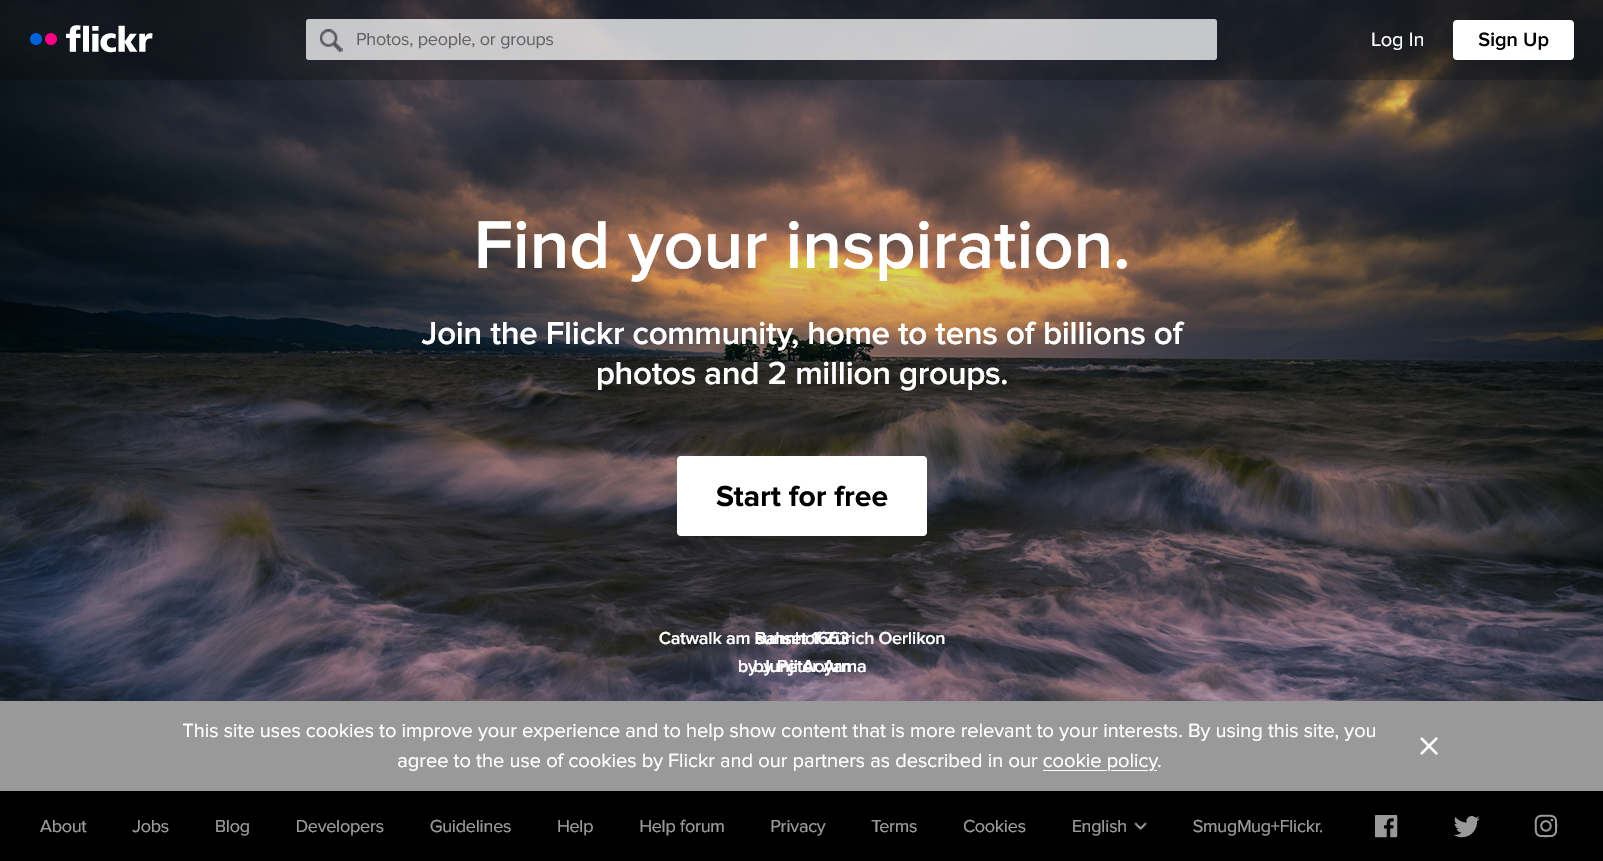 flickr
Photos, people, or groups
Log In
Sign Up
Find your inspiration.
Join the Flickr community, home to tens of billions of
photos and 2 million groups.
Start for free
Catwalk am Zürich Oerlikon
by
This site uses cookies to improve your experience and to help show content that is more relevant to your interests. By using this site, you
agree to the use of cookies by Flickr and our partners as described in our cookie policy.
About Jobs Blog Developers Guidelines Help Help forum Privacy Terms Cookies English SmugMug+Flickr.